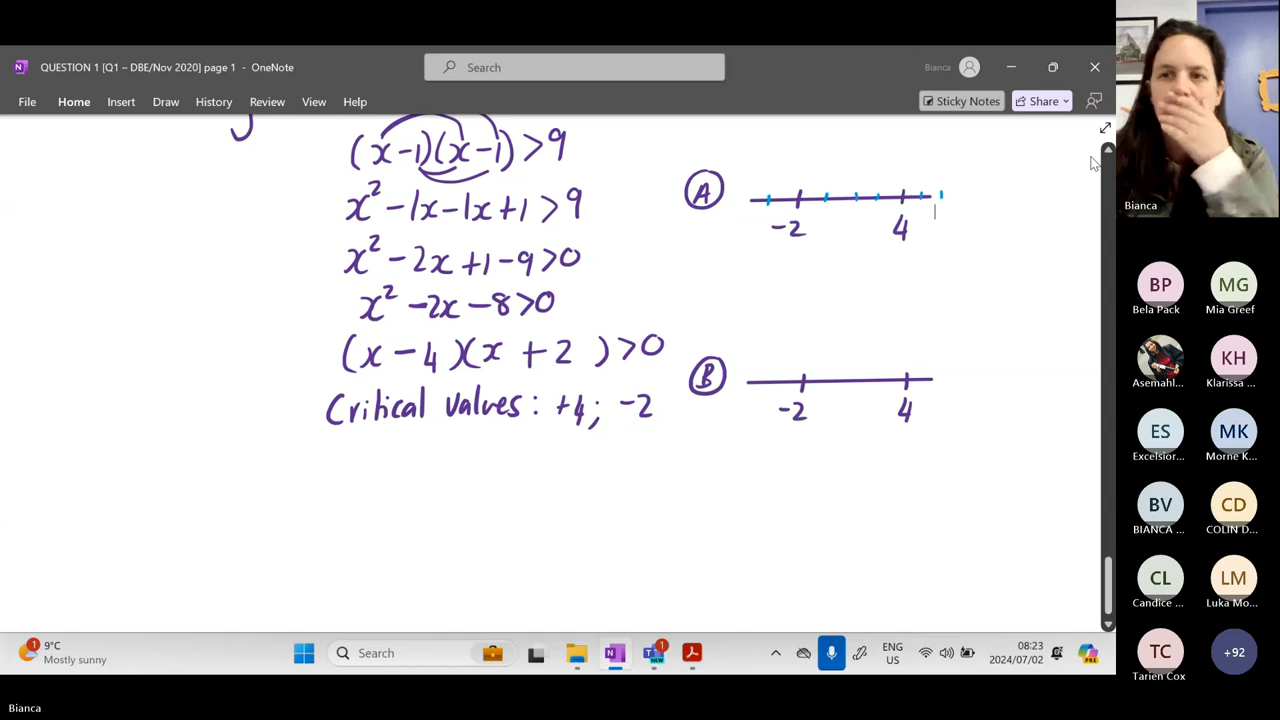 QUESTION 1 [Q1 – DBE/Nov 2020] page 1 - OneNote
Search
Bianca
File Home Insert Draw History Review View Help
Sticky Notes
Share
(x-1)(x-1)>9
x² -1x-1x+1>9
x² -2x+1-9>0
x² -2x-8>0
(x-4)(x+2)>0
Critical values: +4; -2
A
-2 4
B
-2 4
Bianca
BP
Bela Pack
MG
Mia Greef
Asemahl...
KH
Klarissa ...
ES
Excelsior...
MK
Morne K...
BV
BIANCA ...
CD
COLIN D...
CL
Candice ...
LM
Luka Mo...
TC
Tarien Cox
+92
1
9°C
Mostly sunny
Search
1
NEW
ENG
US
08:23
2024/07/02
PRE
Bianca